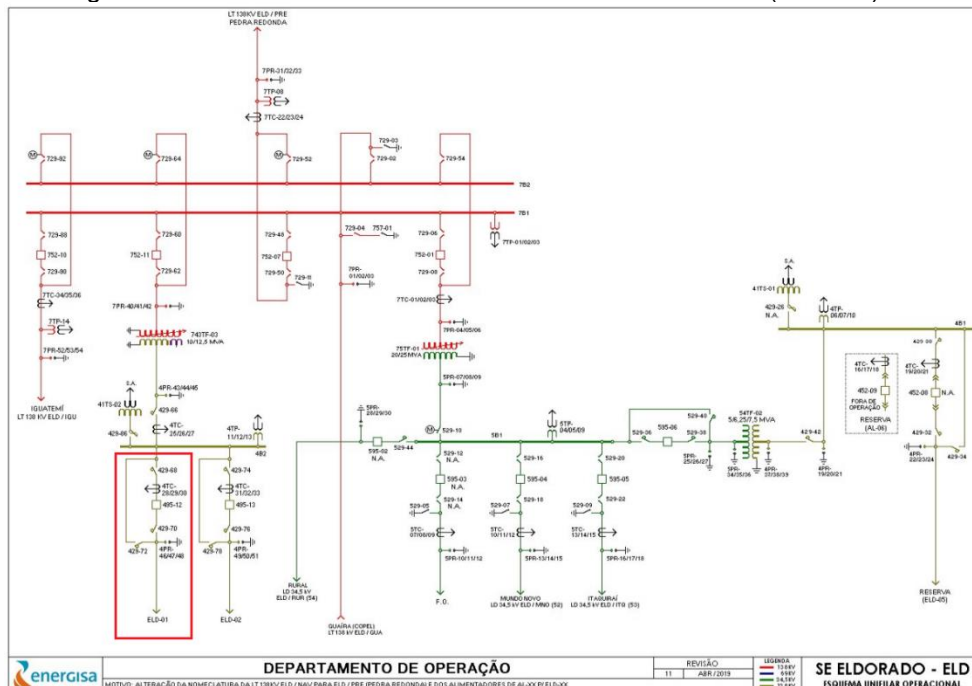 LT 138KV ELD / PRE
PEDRA REDONDA
7PR-31/32/33
7TP-08
7TC-22/23/24
729-82
729-64
729-52
729-03
729-02
729-54
7B2
7B1
729-88
752-10
729-80
729-60
752-11
729-62
729-48
752-07
729-50
729-11
729-04
757-01
729-06
752-01
729-08
7TP-01/02/03
7TC-34/35/36
7TP-14
7PR-52/53/54
7PR-40/41/42
7PR-
01/02/03
7TC-01/02/03
7PR-04/05/06
743TF-03
10/12,5 MVA
75TF-01
20/25 MVA
5PR-07/08/09
IGUATEMÍ
LT 138 KV ELD / IGU
S.A.
41TS-02
4PR-43/44/45
429-66
429-86
4TC-
25/26/27
4TP-
11/12/13
4B2
429-68
4TC-
28/29/30
495-12
429-70
429-72
4PR-
46/47/48
ELD-01
429-74
4TC-
31/32/33
495-13
429-76
429-78
4PR-
49/50/51
ELD-02
5PR-
28/29/30
595-02
N.A.
529-44
M
529-10
5B1
5TP-
04/05/09
529-12
N.A.
595-03
N.A.
529-14
N.A.
529-05
5TC-
07/08/09
5PR-10/11/12
F.O.
529-16
595-04
529-18
529-07
5TC-
10/11/12
5PR-13/14/15
MUNDO NOVO
LD 34,5 kV ELD / MNO (52)
529-20
595-05
529-22
529-09
5TC-
13/14/15
5PR-16/17/18
ITAQUIRAÍ
LD 34,5 kV ELD / ITQ (53)
RURAL
LD 34,5 kV
ELD / RUR (54)
GUAÍRA (COPEL)
LT 138 kV ELD / GUA
529-36
595-06
529-38
529-40
5PR-
25/26/27
54TF-02
5/6,25/7,5 MVA
5PR-
34/35/36
4PR-
37/38/39
429-42
4PR-
19/20/21
S.A.
41TS-01
429-26
N.A.
4TP-
06/07/10
4B1
4TC-
16/17/18
452-09
FORA DE
OPERAÇÃO
RESERVA
(AL-06)
4TC-
19/20/21
452-08
N.A.
429-32
4PR-
22/23/24
429-34
RESERVA
(ELD-05)
energisa
DEPARTAMENTO DE OPERAÇÃO
REVISÃO
11
ABR/2019
LEGENDA
138KV
69KV
34,5KV
SE ELDORADO - ELD
ESQUEMA UNIFILAR OPERACIONAL